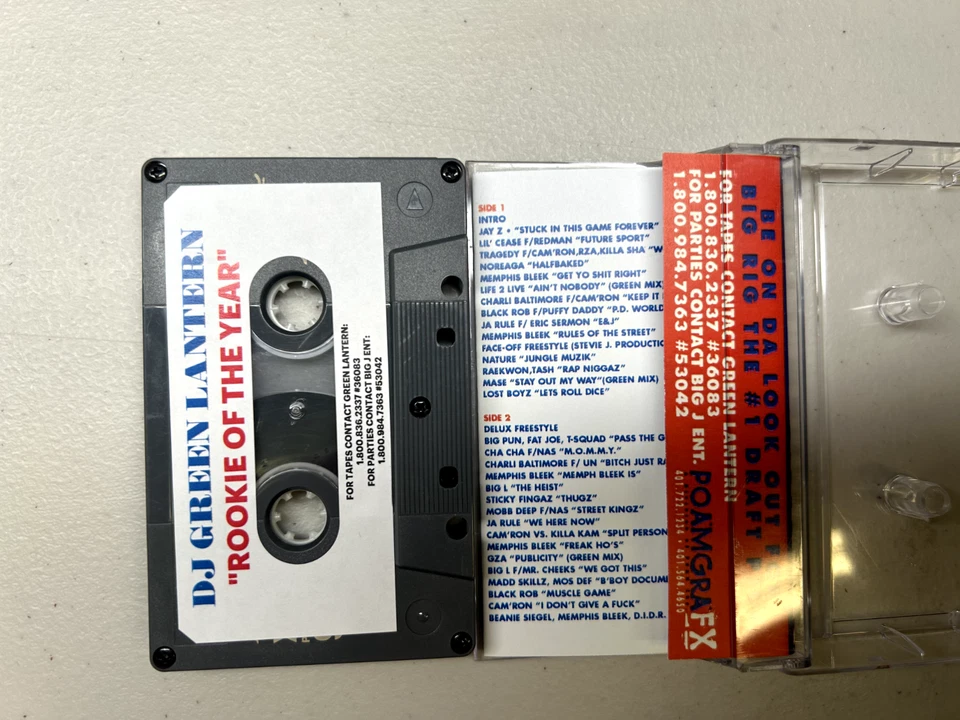 DJ GREEN LANTERN
"ROOKIE OF THE YEAR"
FOR TAPES CONTACT GREEN LANTERN:
1.800.836.2337 #36083
FOR PARTIES CONTACT BIG J ENT:
1.800.984.7363 #53042
SIDE 1
INTRO
JAY Z • "STUCK IN THIS GAME FOREVER"
LIL' CEASE F/REDMAN "FUTURE SPORT"
TRAGEDY F/CAM'RON,RZA,KILLA SHA "W
NOREAGA "HALFBAKED"
MEMPHIS BLEEK "GET YO SHIT RIGHT"
LIFE 2 LIVE "AIN'T NOBODY" (GREEN MIX)
CHARLI BALTIMORE F/CAM'RON "KEEP IT
BLACK ROB F/PUFFY DADDY "P.D. WORLD
JA RULE F/ ERIC SERMON "E&J"
MEMPHIS BLEEK "RULES OF THE STREET"
FACE-OFF FREESTYLE (STEVIE J. PRODUCTIO
NATURE "JUNGLE MUZIK"
RAEKWON,TASH "RAP NIGGAZ"
MASE "STAY OUT MY WAY"(GREEN MIX)
LOST BOYZ "LETS ROLL DICE"
SIDE 2
DELUX FREESTYLE
BIG PUN, FAT JOE, T-SQUAD "PASS THE G
CHA CHA F/NAS "M.O.M.M.Y."
CHARLI BALTIMORE F/ UN "BITCH JUST RA
MEMPHIS BLEEK "MEMPH BLEEK IS"
BIG L "THE HEIST"
STICKY FINGAZ "THUGZ"
MOBB DEEP F/NAS "STREET KINGZ"
JA RULE "WE HERE NOW"
CAM'RON VS. KILLA KAM "SPLIT PERSON
MEMPHIS BLEEK "FREAK HO'S"
GZA "PUBLICITY" (GREEN MIX)
BIG L F/MR. CHEEKS "WE GOT THIS"
MADD SKILLZ, MOS DEF "B'BOY DOCUME
BLACK ROB "MUSCLE GAME"
CAM'RON "I DON'T GIVE A FUCK"
BEANIE SIEGEL, MEMPHIS BLEEK, D.I.D.R.
BE ON DA LOOK OUT
BIG RIG THE #1 DRAFT
FOR TAPES CONTACT GREEN LANTERN
1.800.836.2337 #36083
FOR PARTIES CONTACT BIG J ENT.
1.800.984.7363 #53042
POAMGRAFX
401.722.1234 • 401.564.4650